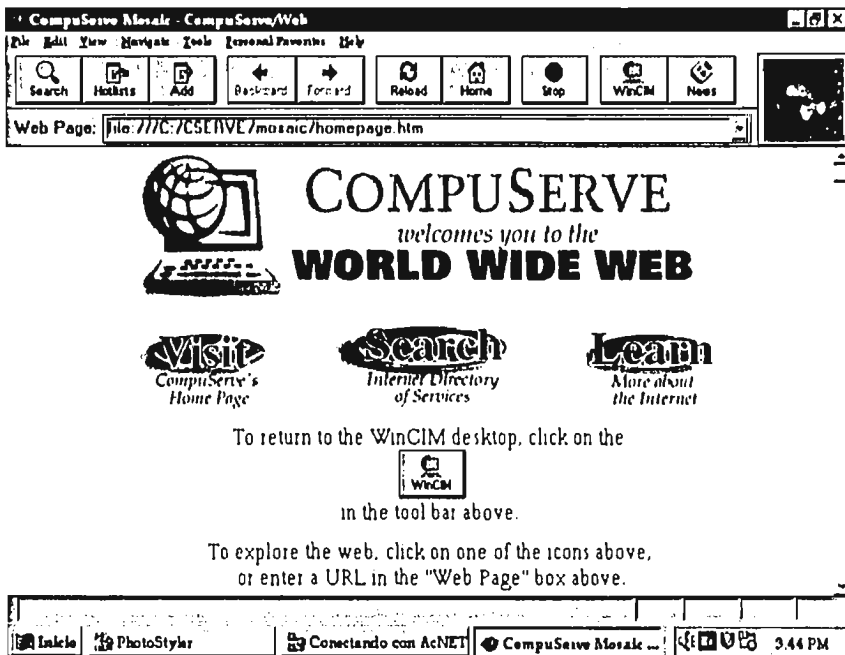 CompuServe Mosaic - CompuServe/Web
File Edit View Navigate Tools Personal Favorites Help
Search Hotlists Add Backward Forward Reload Home Stop WinCIM News
Web Page: file:///C:/CSERVE/mosaic/homepage.htm
COMPUSERVE
welcomes you to the
WORLD WIDE WEB
Visit Search Learn
CompuServe's Internet Directory More about
Home Page of Services the Internet
To return to the WinCIM desktop, click on the
WinCIM
in the tool bar above.
To explore the web, click on one of the icons above,
or enter a URL in the "Web Page" box above.
Inicio PhotoStyler Conectando con AcNET CompuServe Mosaic ... 3:44 PM